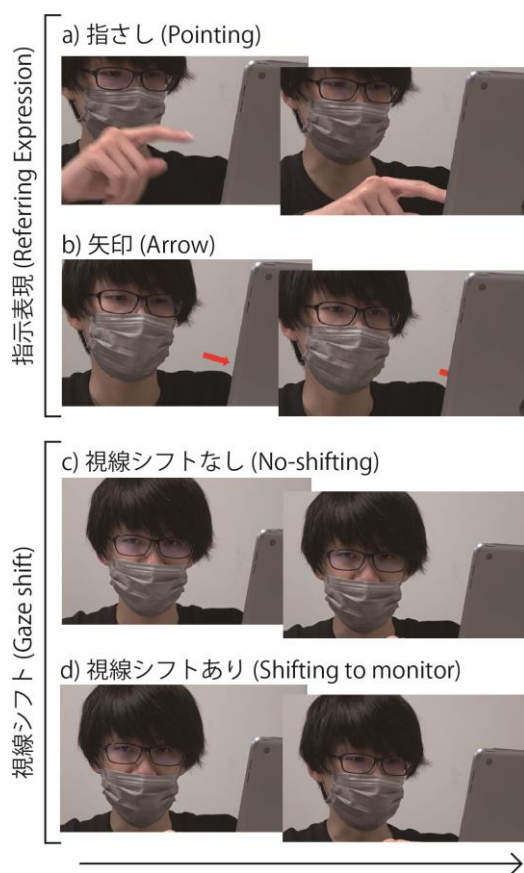 指示表現 (Referring Expression)
a) 指さし (Pointing)
b) 矢印 (Arrow)
視線シフト (Gaze shift)
c) 視線シフトなし (No-shifting)
d) 視線シフトあり (Shifting to monitor)